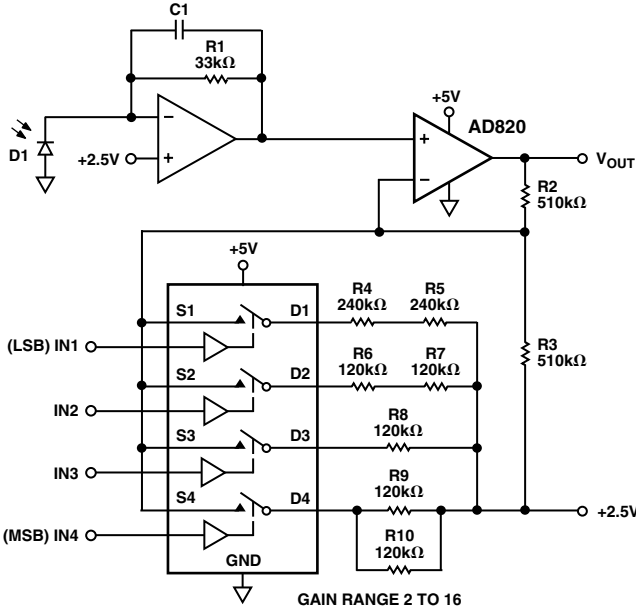 C1
R1
33kΩ
D1
+2.5V
−
+
+5V
AD820
+
−
VOUT
R2
510kΩ
+5V
S1
D1
R4
240kΩ
R5
240kΩ
(LSB) IN1
R3
510kΩ
S2
D2
R6
120kΩ
R7
120kΩ
IN2
S3
D3
R8
120kΩ
IN3
S4
D4
R9
120kΩ
+2.5V
(MSB) IN4
R10
120kΩ
GND
GAIN RANGE 2 TO 16